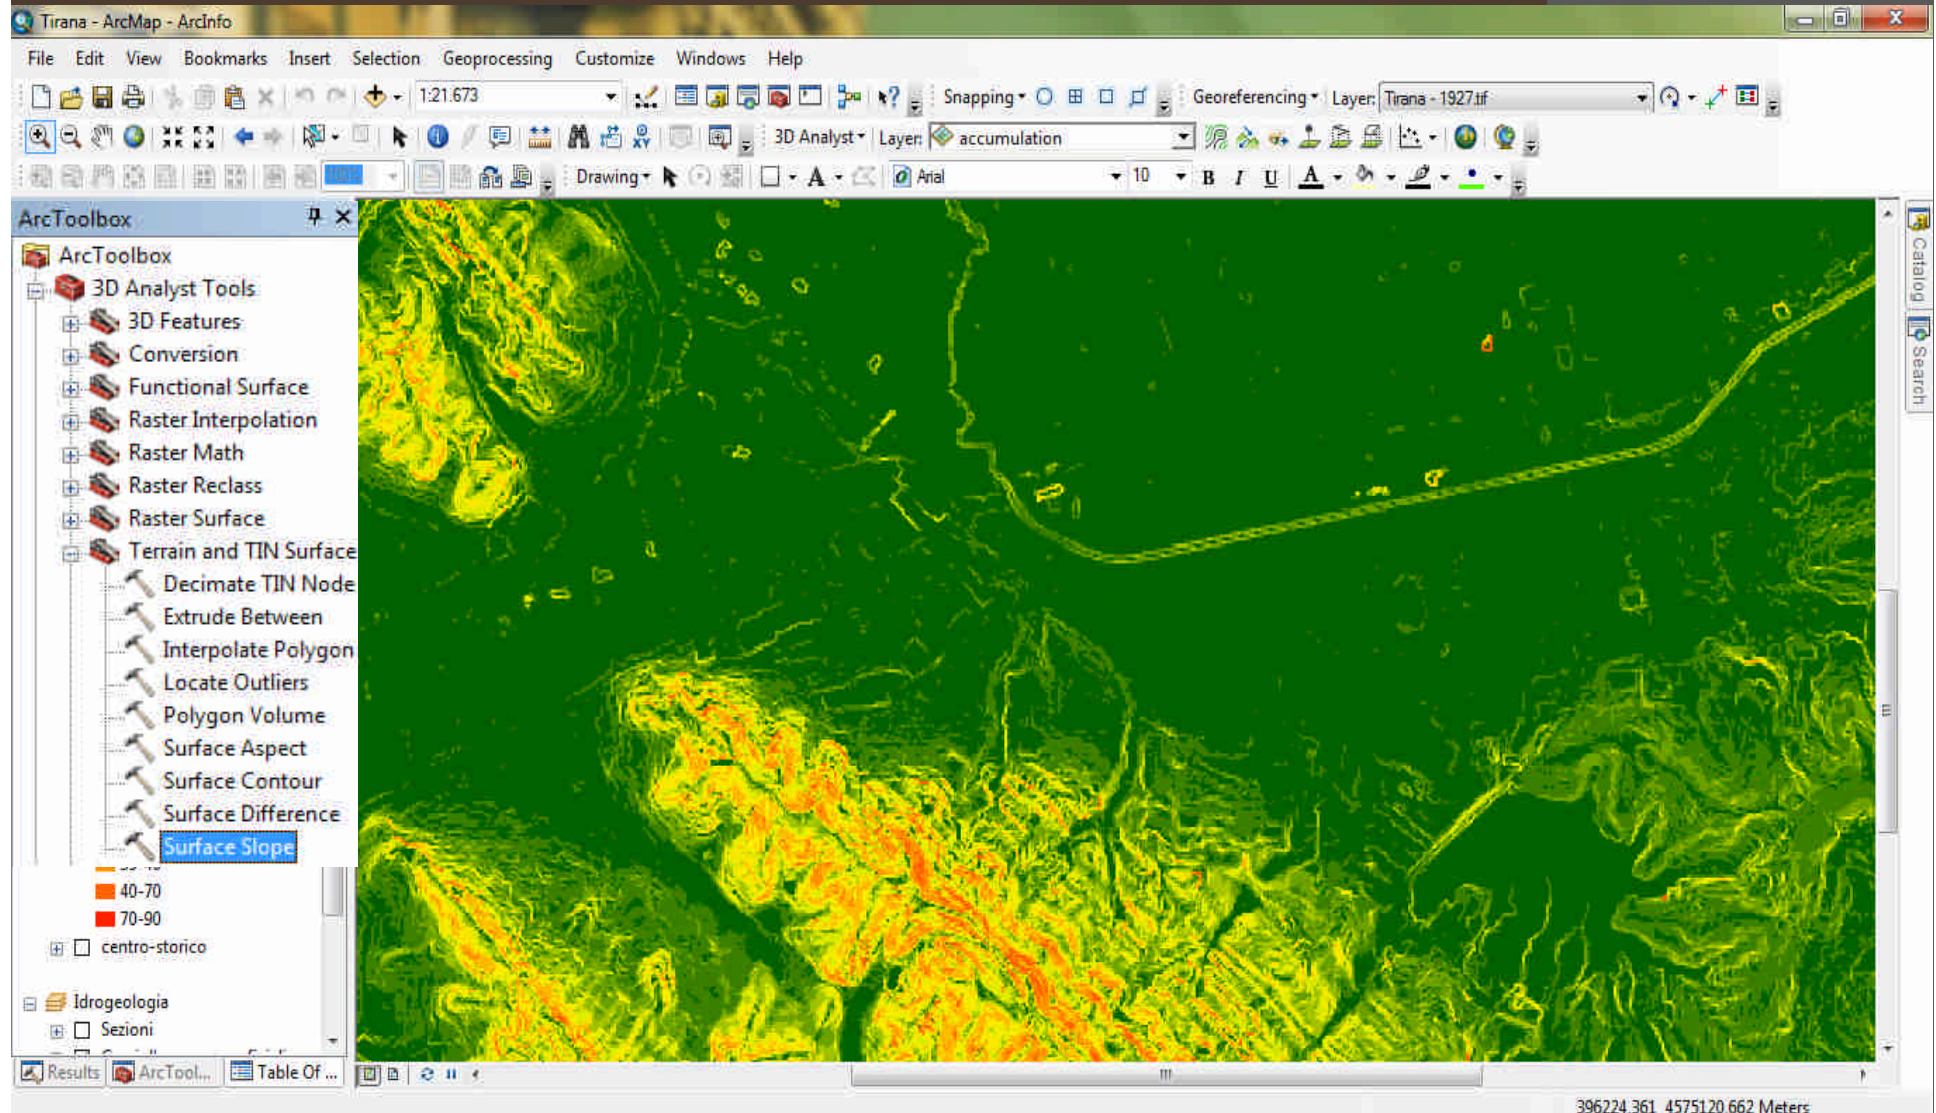 Tirana - ArcMap - ArcInfo
File Edit View Bookmarks Insert Selection Geoprocessing Customize Windows Help
1:21.673 Snapping Georeferencing Layer: Tirana - 1927.tif
3D Analyst Layer: accumulation
Drawing A Arial 10 B I U A
ArcToolbox
ArcToolbox
3D Analyst Tools
3D Features
Conversion
Functional Surface
Raster Interpolation
Raster Math
Raster Reclass
Raster Surface
Terrain and TIN Surface
Decimate TIN Node
Extrude Between
Interpolate Polygon
Locate Outliers
Polygon Volume
Surface Aspect
Surface Contour
Surface Difference
Surface Slope
40-70
70-90
centro-storico
Idrogeologia
Sezioni
Results ArcTool... Table Of ...
Catalog
Search
396224,361 4575120,662 Meters